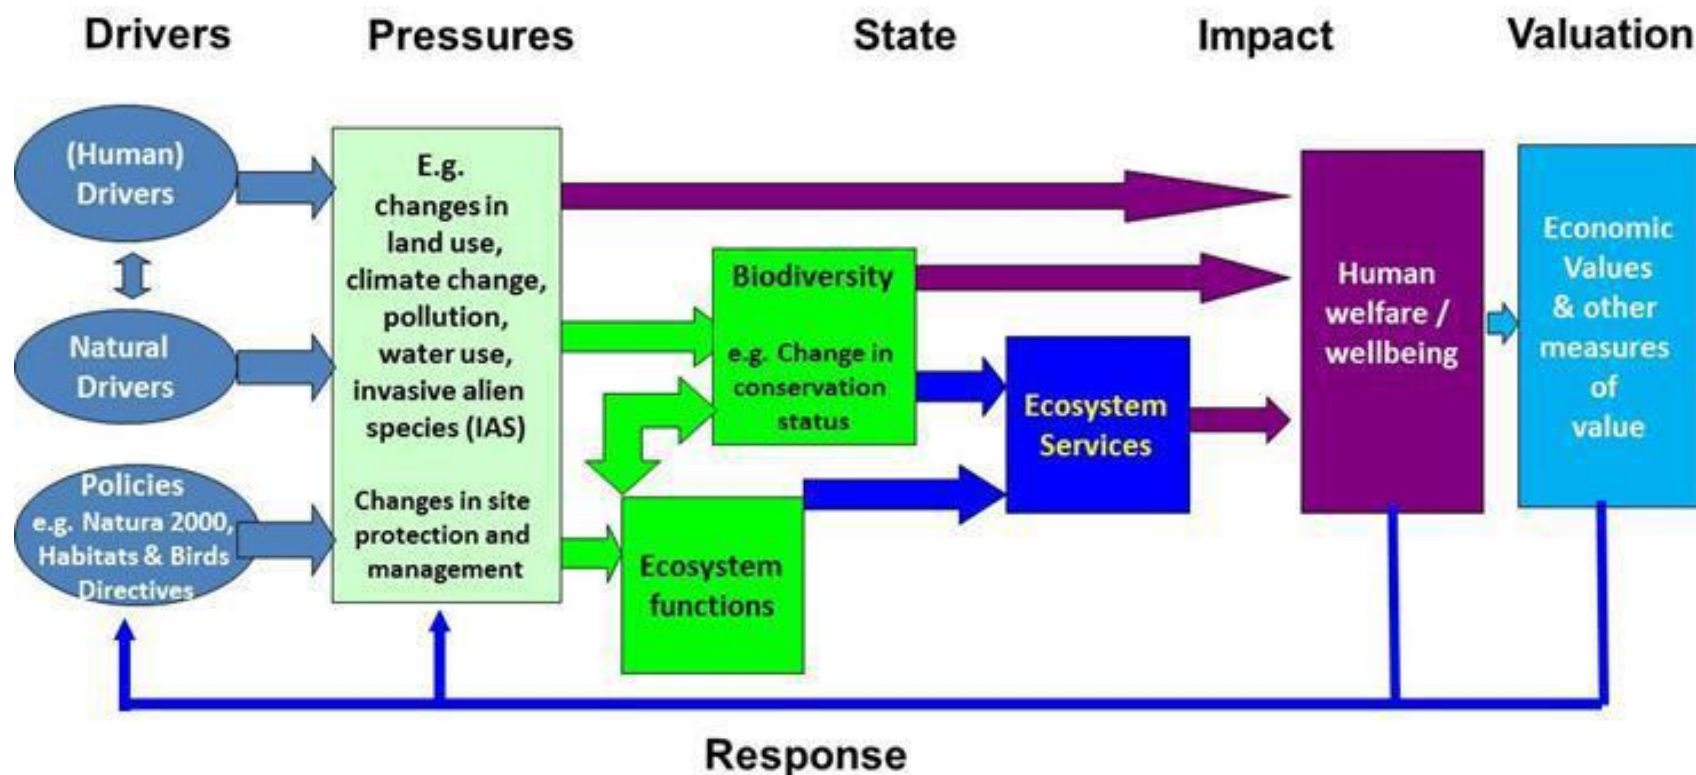 Drivers
Pressures
State
Impact
Valuation
(Human)
Drivers
Natural
Drivers
Policies
e.g. Natura 2000,
Habitats & Birds
Directives
E.g.
changes in
land use,
climate change,
pollution,
water use,
invasive alien
species (IAS)
Changes in site
protection and
management
Biodiversity
e.g. Change in
conservation
status
Ecosystem
functions
Ecosystem
Services
Human
welfare /
wellbeing
Economic
Values
& other
measures
of
value
Response